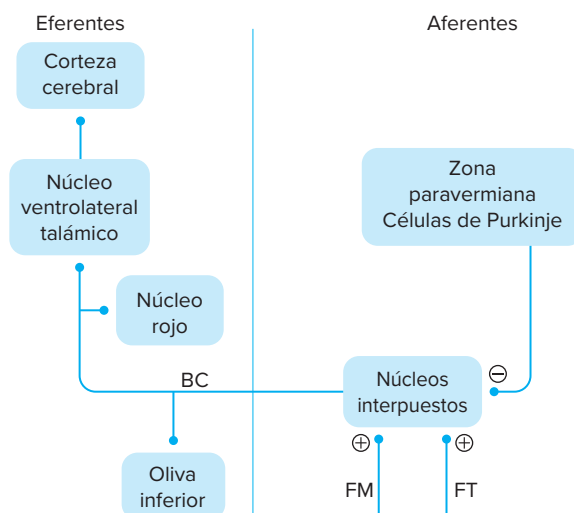 Eferentes
Aferentes
Corteza
cerebral
Núcleo
ventrolateral
talámico
Zona
paravermiana
Células de Purkinje
Núcleo
rojo
BC
Núcleos
interpuestos
⊖
⊕
⊕
FM
FT
Oliva
inferior